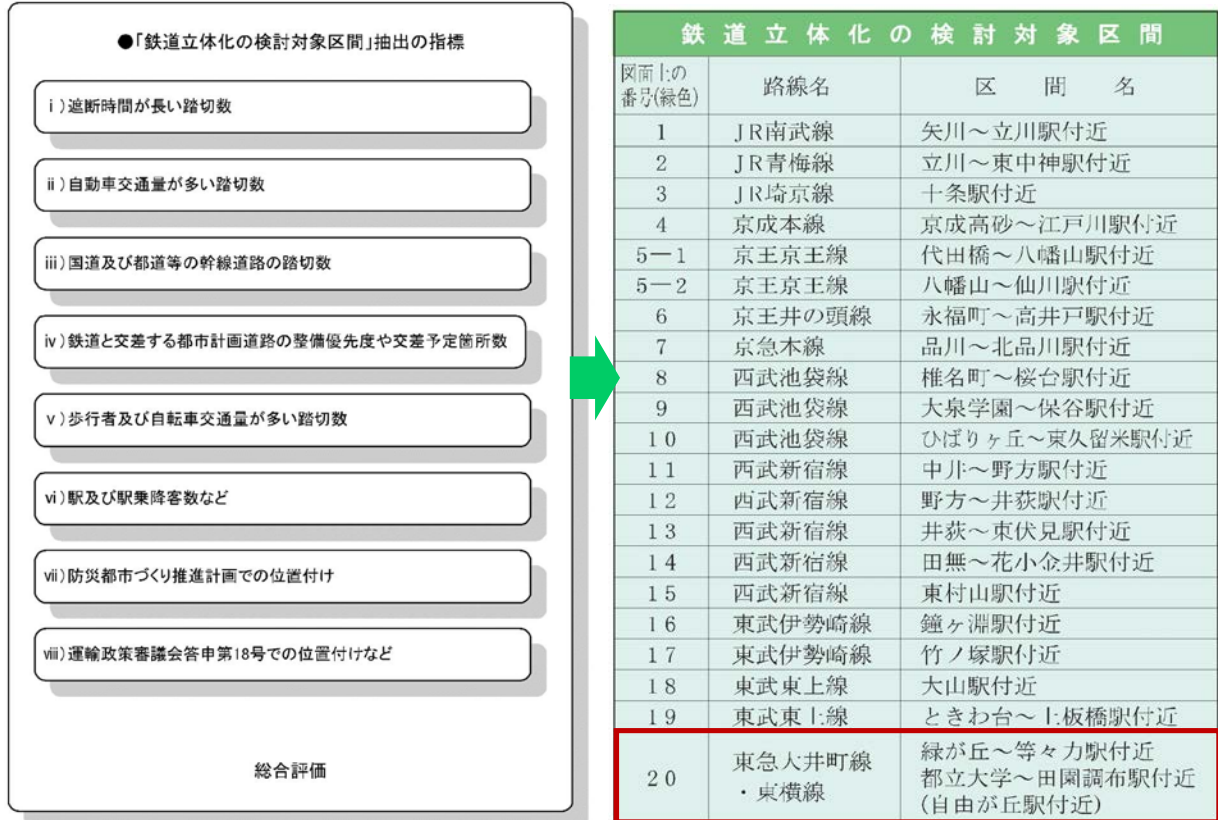 ●「鉄道立体化の検討対象区間」抽出の指標
ⅰ)遮断時間が長い踏切数
ⅱ)自動車交通量が多い踏切数
ⅲ)国道及び都道等の幹線道路の踏切数
ⅳ)鉄道と交差する都市計画道路の整備優先度や交差予定箇所数
ⅴ)歩行者及び自転車交通量が多い踏切数
ⅵ)駅及び駅乗降客数など
ⅶ)防災都市づくり推進計画での位置付け
ⅷ)運輸政策審議会答申第18号での位置付けなど
総合評価
鉄道立体化の検討対象区間
図面上の番号(緑色) 路線名 区間名
1 JR南武線 矢川～立川駅付近
2 JR青梅線 立川～東中神駅付近
3 JR埼京線 十条駅付近
4 京成本線 京成高砂～江戸川駅付近
5－1 京王京王線 代田橋～八幡山駅付近
5－2 京王京王線 八幡山～仙川駅付近
6 京王井の頭線 永福町～高井戸駅付近
7 京急本線 品川～北品川駅付近
8 西武池袋線 椎名町～桜台駅付近
9 西武池袋線 大泉学園～保谷駅付近
10 西武池袋線 ひばりヶ丘～東久留米駅付近
11 西武新宿線 中井～野方駅付近
12 西武新宿線 野方～井荻駅付近
13 西武新宿線 井荻～東伏見駅付近
14 西武新宿線 田無～花小金井駅付近
15 西武新宿線 東村山駅付近
16 東武伊勢崎線 鐘ヶ淵駅付近
17 東武伊勢崎線 竹ノ塚駅付近
18 東武東上線 大山駅付近
19 東武東上線 ときわ台～上板橋駅付近
20 東急大井町線・東横線 緑が丘～等々力駅付近
都立大学～田園調布駅付近
(自由が丘駅付近)